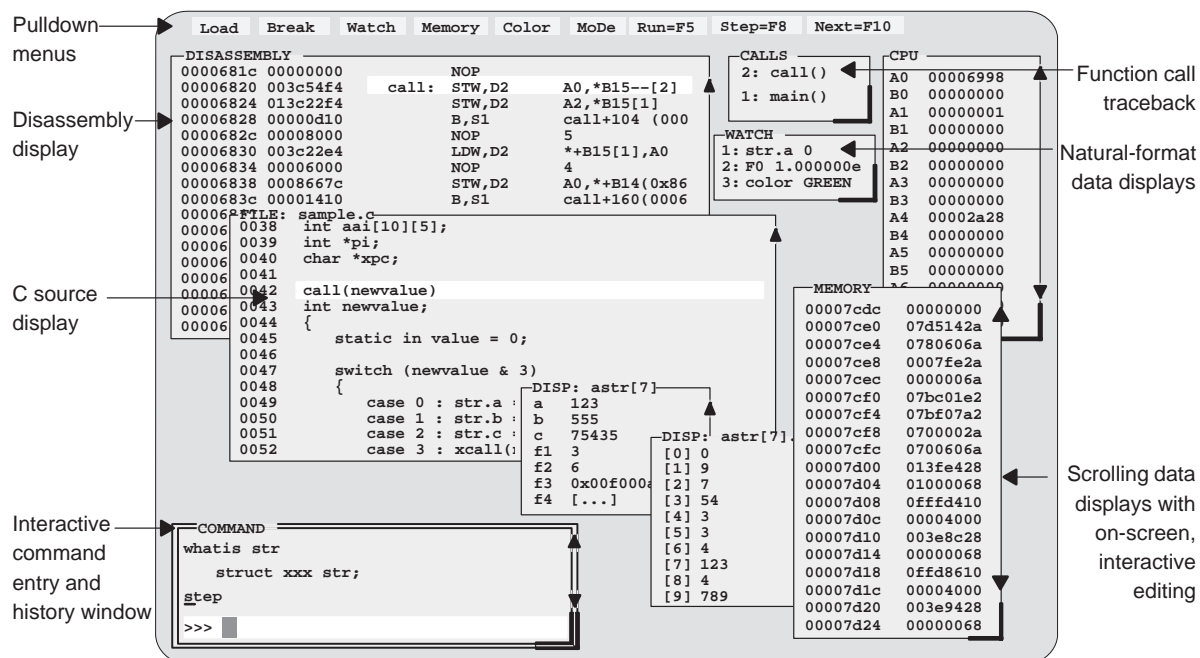 Pulldown
menus
Load Break Watch Memory Color MoDe Run=F5 Step=F8 Next=F10
Disassembly
display
DISASSEMBLY
0000681c 00000000 NOP
00006820 003c54f4 call: STW,D2 A0,*B15--[2]
00006824 013c22f4 STW,D2 A2,*B15[1]
00006828 00000d10 B,S1 call+104 (000
0000682c 00008000 NOP 5
00006830 003c22e4 LDW,D2 *+B15[1],A0
00006834 00006000 NOP 4
00006838 0008667c STW,D2 A0,*+B14(0x86
0000683c 00001410 B,S1 call+160(0006
00006
00006
00006
00006
00006
00006
00006
C source
display
FILE: sample.c
0038 int aai[10][5];
0039 int *pi;
0040 char *xpc;
0041
0042 call(newvalue)
0043 int newvalue;
0044 {
0045 static in value = 0;
0046
0047 switch (newvalue & 3)
0048 {
0049 case 0 : str.a =
0050 case 1 : str.b
0051 case 2 : str.c
0052 case 3 : xcall(
CALLS
2: call()
1: main()
Function call
traceback
WATCH
1: str.a 0
2: F0 1.000000e
3: color GREEN
Natural-format
data displays
CPU
A0 00006998
B0 00000000
A1 00000001
B1 00000000
A2 00000000
B2 00000000
A3 00000000
B3 00000000
A4 00002a28
B4 00000000
A5 00000000
B5 00000000
A6 00000000
DISP: astr[7]
a 123
b 555
c 75435
f1 3
f2 6
f3 0x00f000
f4 [...]
DISP: astr[7].
[0] 0
[1] 9
[2] 7
[3] 54
[4] 3
[5] 3
[6] 4
[7] 123
[8] 4
[9] 789
MEMORY
00007cdc 00000000
00007ce0 07d5142a
00007ce4 0780606a
00007ce8 0007fe2a
00007cec 0000006a
00007cf0 07bc01e2
00007cf4 07bf07a2
00007cf8 0700002a
00007cfc 0700606a
00007d00 013fe428
00007d04 01000068
00007d08 0fffd410
00007d0c 00004000
00007d10 003e8c28
00007d14 00000068
00007d18 0ffd8610
00007d1c 00004000
00007d20 003e9428
00007d24 00000068
Scrolling data
displays with
on-screen,
interactive
editing
Interactive
command
entry and
history window
COMMAND
whatis str
struct xxx str;
step
>>>